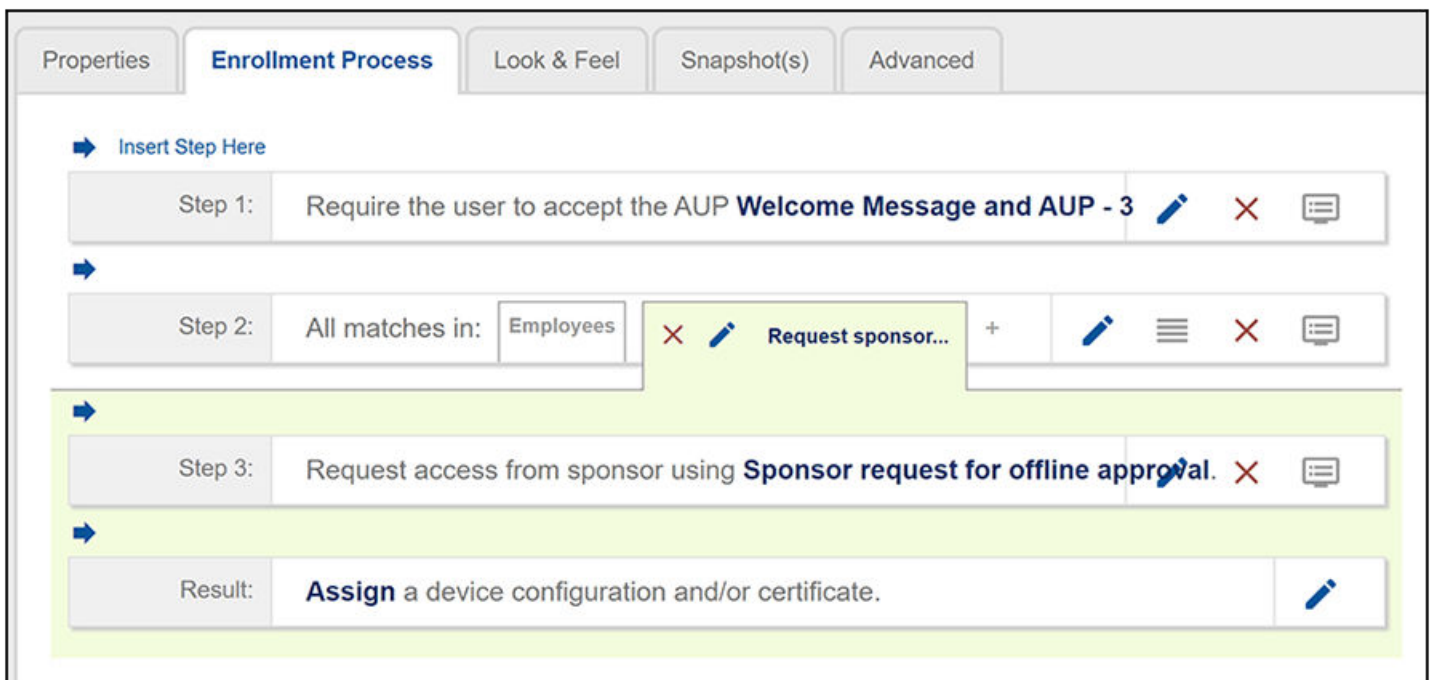 Properties Enrollment Process Look & Feel Snapshot(s) Advanced
Insert Step Here
Step 1: Require the user to accept the AUP Welcome Message and AUP - 3
Step 2: All matches in: Employees Request sponsor... +
Step 3: Request access from sponsor using Sponsor request for offline approval.
Result: Assign a device configuration and/or certificate.